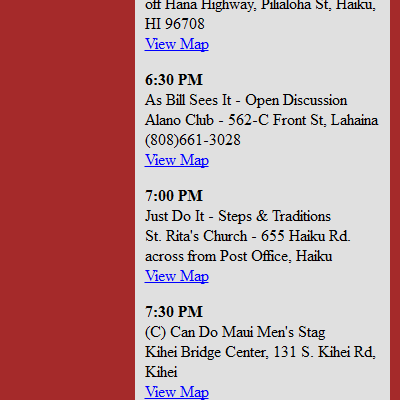 off Hana Highway, Pilialoha St, Haiku,
HI 96708
View Map
6:30 PM
As Bill Sees It - Open Discussion
Alano Club - 562-C Front St, Lahaina
(808)661-3028
View Map
7:00 PM
Just Do It - Steps & Traditions
St. Rita's Church - 655 Haiku Rd.
across from Post Office, Haiku
View Map
7:30 PM
(C) Can Do Maui Men's Stag
Kihei Bridge Center, 131 S. Kihei Rd,
Kihei
View Map